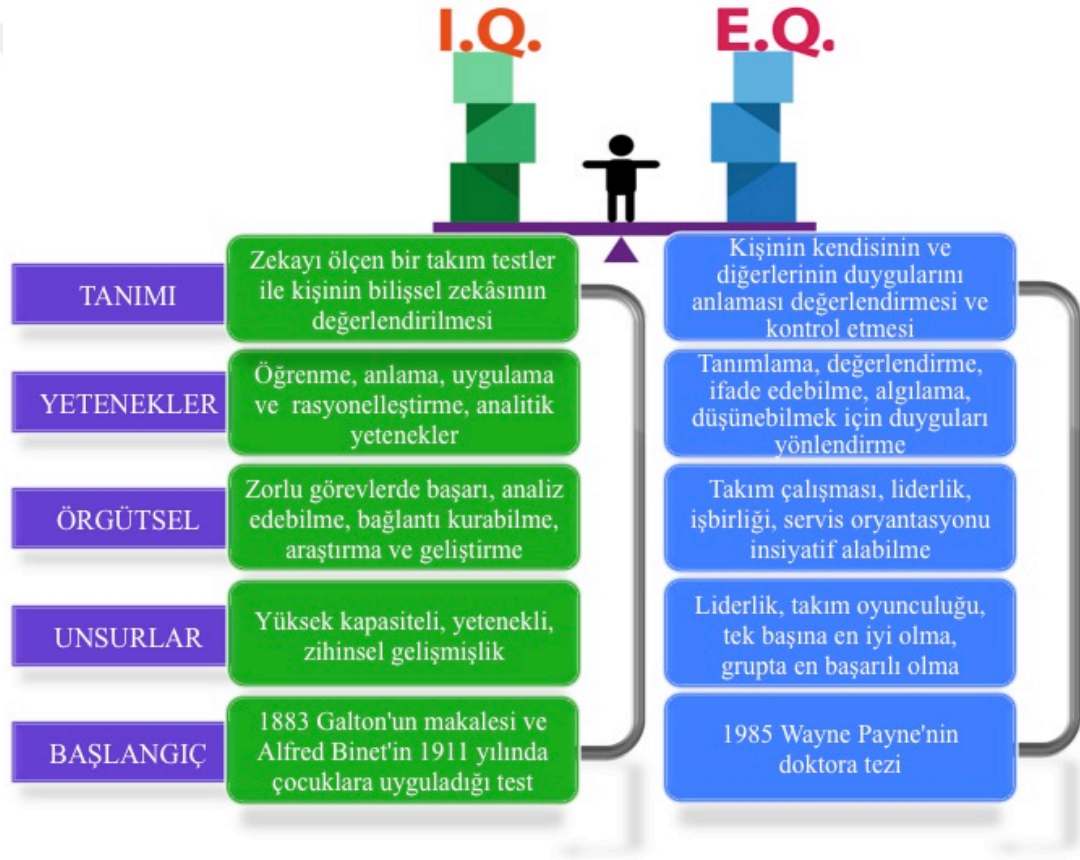 I.Q.
E.Q.
TANIMI
Zekayı ölçen bir takım testler
ile kişinin bilişsel zekâsının
değerlendirilmesi
Kişinin kendisinin ve
diğerlerinin duygularını
anlaması değerlendirmesi ve
kontrol etmesi
YETENEKLER
Öğrenme, anlama, uygulama
ve rasyonelleştirme, analitik
yetenekler
Tanımlama, değerlendirme,
ifade edebilme, algılama,
düşünebilmek için duyguları
yönlendirme
ÖRGÜTSEL
Zorlu görevlerde başarı, analiz
edebilme, bağlantı kurabilme,
araştırma ve geliştirme
Takım çalışması, liderlik,
işbirliği, servis oryantasyonu
insiyatif alabilme
UNSURLAR
Yüksek kapasiteli, yetenekli,
zihinsel gelişmişlik
Liderlik, takım oyunculuğu,
tek başına en iyi olma,
grupta en başarılı olma
BAŞLANGIÇ
1883 Galton'un makalesi ve
Alfred Binet'in 1911 yılında
çocuklara uyguladığı test
1985 Wayne Payne'nin
doktora tezi